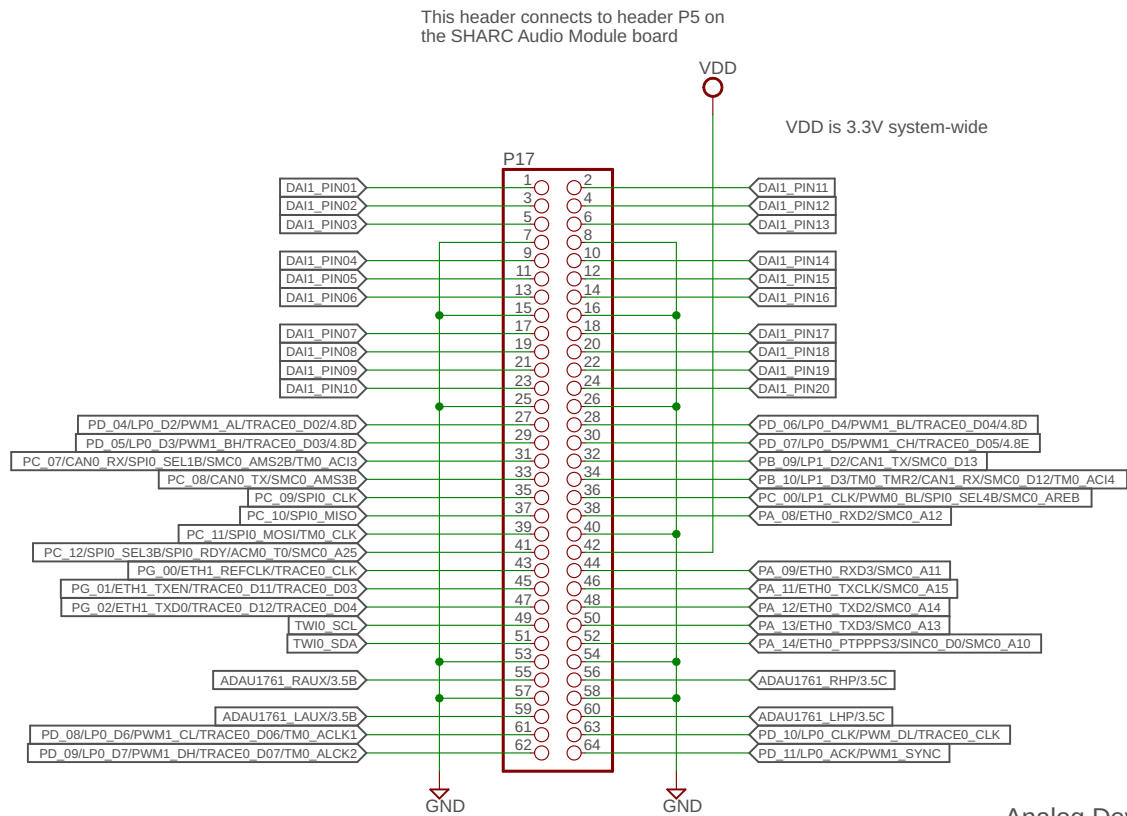 This header connects to header P5 on
the SHARC Audio Module board
VDD
VDD is 3.3V system-wide
P17
DAI1_PIN01 1 2 DAI1_PIN11
DAI1_PIN02 3 4 DAI1_PIN12
DAI1_PIN03 5 6 DAI1_PIN13
7 8
DAI1_PIN04 9 10 DAI1_PIN14
DAI1_PIN05 11 12 DAI1_PIN15
DAI1_PIN06 13 14 DAI1_PIN16
15 16
DAI1_PIN07 17 18 DAI1_PIN17
DAI1_PIN08 19 20 DAI1_PIN18
DAI1_PIN09 21 22 DAI1_PIN19
DAI1_PIN10 23 24 DAI1_PIN20
25 26
PD_04/LP0_D2/PWM1_AL/TRACE0_D02/4.8D 27 28 PD_06/LP0_D4/PWM1_BL/TRACE0_D04/4.8D
PD_05/LP0_D3/PWM1_BH/TRACE0_D03/4.8D 29 30 PD_07/LP0_D5/PWM1_CH/TRACE0_D05/4.8E
PC_07/CAN0_RX/SPI0_SEL1B/SMC0_AMS2B/TM0_ACI3 31 32 PB_09/LP1_D2/CAN1_TX/SMC0_D13
PC_08/CAN0_TX/SMC0_AMS3B 33 34 PB_10/LP1_D3/TM0_TMR2/CAN1_RX/SMC0_D12/TM0_ACI4
PC_09/SPI0_CLK 35 36 PC_00/LP1_CLK/PWM0_BL/SPI0_SEL4B/SMC0_AREB
PC_10/SPI0_MISO 37 38 PA_08/ETH0_RXD2/SMC0_A12
PC_11/SPI0_MOSI/TM0_CLK 39 40
PC_12/SPI0_SEL3B/SPI0_RDY/ACM0_T0/SMC0_A25 41 42
PG_00/ETH1_REFCLK/TRACE0_CLK 43 44 PA_09/ETH0_RXD3/SMC0_A11
PG_01/ETH1_TXEN/TRACE0_D11/TRACE0_D03 45 46 PA_11/ETH0_TXCLK/SMC0_A15
PG_02/ETH1_TXD0/TRACE0_D12/TRACE0_D04 47 48 PA_12/ETH0_TXD2/SMC0_A14
TWI0_SCL 49 50 PA_13/ETH0_TXD3/SMC0_A13
TWI0_SDA 51 52 PA_14/ETH0_PTPPPS3/SINC0_D0/SMC0_A10
53 54
ADAU1761_RAUX/3.5B 55 56 ADAU1761_RHP/3.5C
57 58
ADAU1761_LAUX/3.5B 59 60 ADAU1761_LHP/3.5C
PD_08/LP0_D6/PWM1_CL/TRACE0_D06/TM0_ACLK1 61 63 PD_10/LP0_CLK/PWM_DL/TRACE0_CLK
PD_09/LP0_D7/PWM1_DH/TRACE0_D07/TM0_ALCK2 62 64 PD_11/LP0_ACK/PWM1_SYNC
GND GND
Analog